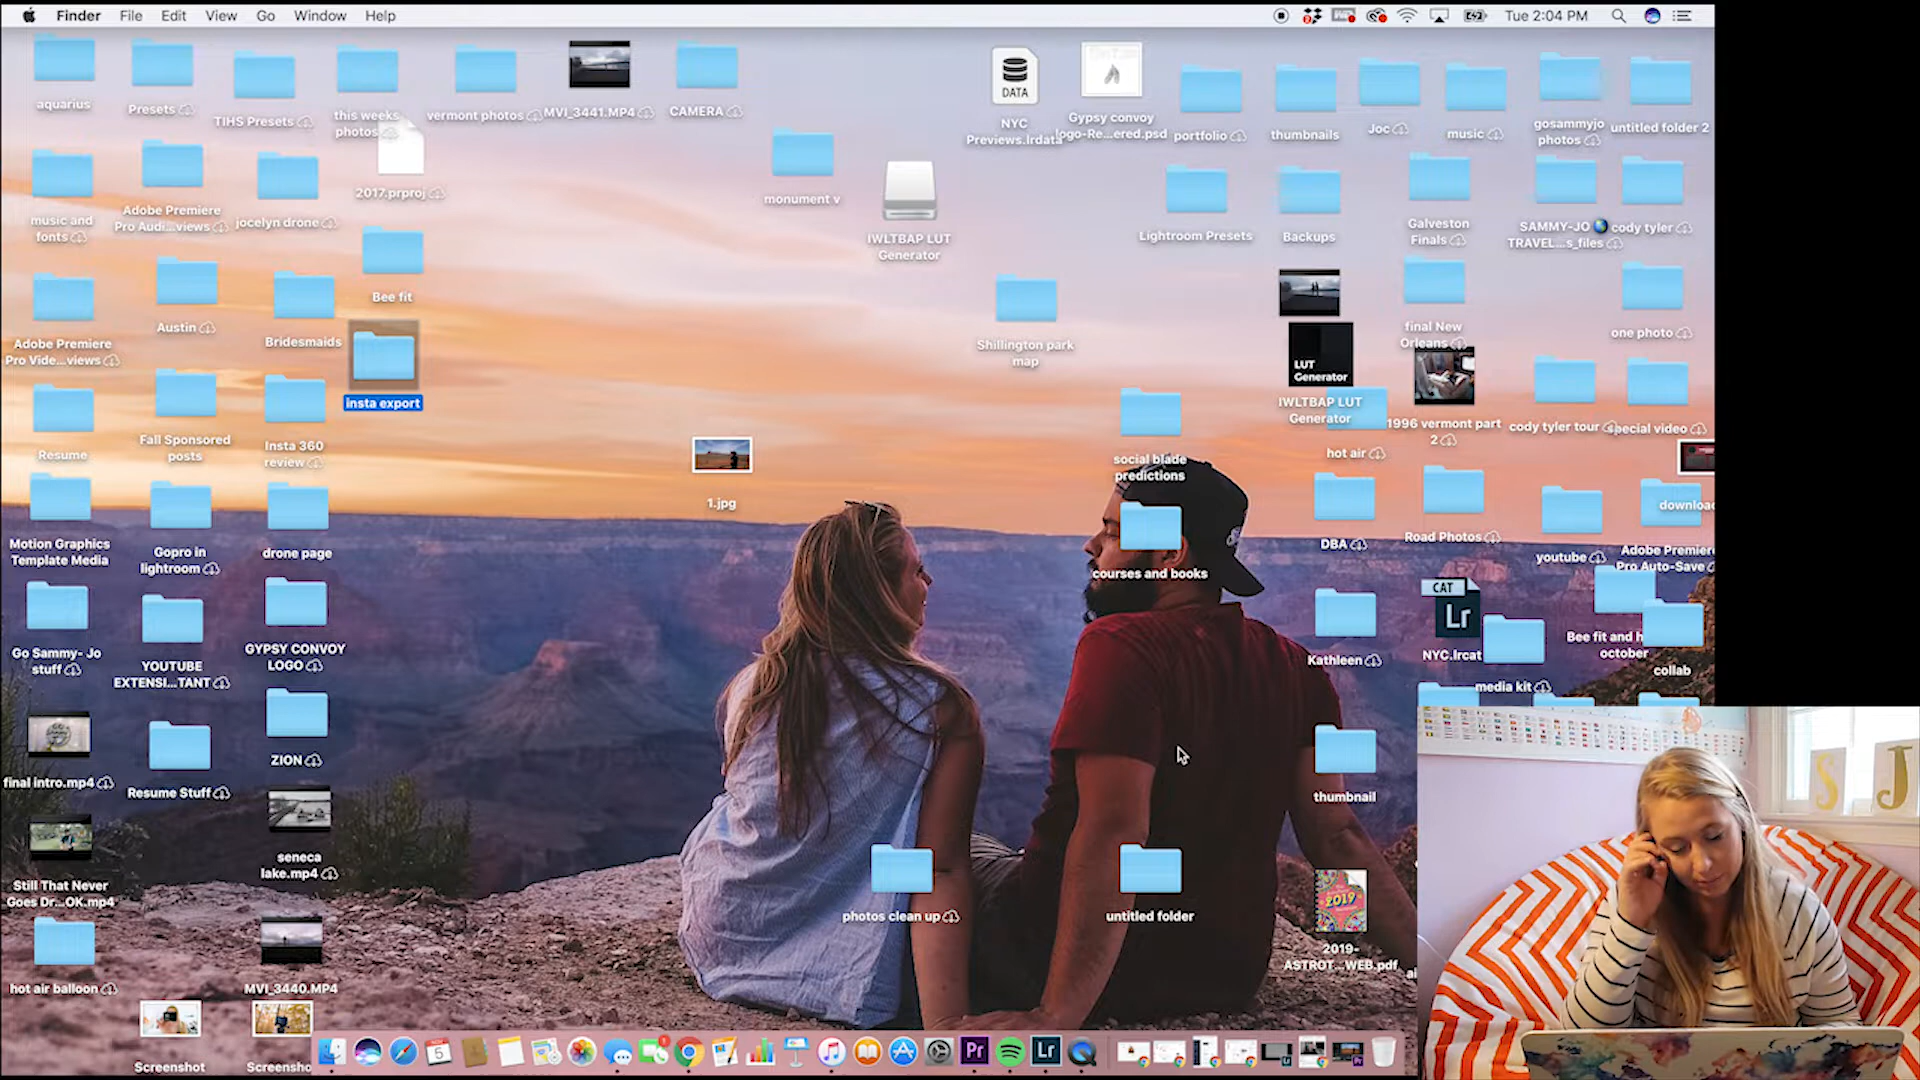 Finder File Edit View Go Window Help
Tue 2:04 PM
aquarius
Presets
TIHS Presets
this weeks
photos
vermont photos
MVI_3441.MP4
CAMERA
DATA
NYC
Previews.lrdata
Gypsy convoy
logo-Re...ered.psd
portfolio
thumbnails
Joc
music
gosammyjo
photos
untitled folder 2
music and
fonts
Adobe Premiere
Pro Audi...views
jocelyn drone
2017.prproj
monument v
IWLTBAP LUT
Generator
Lightroom Presets
Backups
Galveston
Finals
SAMMY-JO
TRAVEL...s_files
cody tyler
Adobe Premiere
Pro Vide...views
Austin
Bridesmaids
Bee fit
Shillington park
map
final New
Orleans
one photo
insta export
LUT
Generator
IWLTBAP LUT
Generator
Resume
Fall Sponsored
posts
Insta 360
review
1.jpg
social blade
predictions
hot air
1996 vermont part
2
cody tyler tour
special video
Motion Graphics
Template Media
Gopro in
lightroom
drone page
courses and books
DBA
Road Photos
youtube
Adobe Premiere
Pro Auto-Save
Go Sammy- Jo
stuff
YOUTUBE
EXTENSI...TANT
GYPSY CONVOY
LOGO
Kathleen
CAT
Lr
NYC.lrcat
media kit
Bee fit and
october
collab
final intro.mp4
Resume Stuff
ZION
thumbnail
Still That Never
Goes Dr...OK.mp4
seneca
lake.mp4
photos clean up
untitled folder
2019
2019-
ASTROT...WEB.pdf
hot air balloon
MVI_3440.MP4
Screenshot
5
Pr
Lr
S J